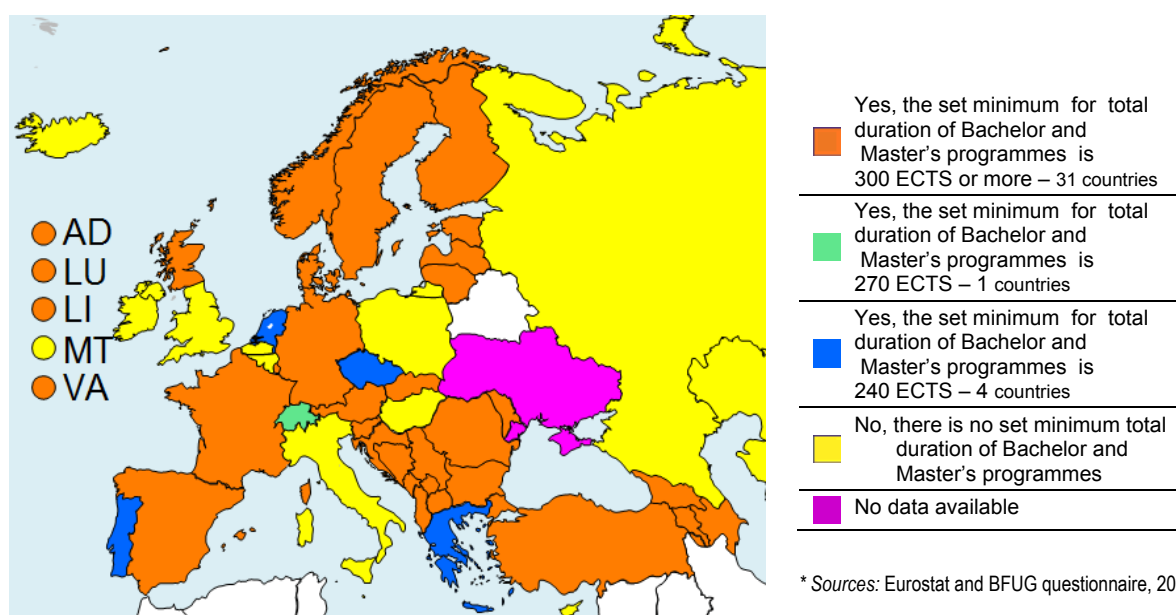 AD
LU
LI
MT
VA
Yes, the set minimum for total
duration of Bachelor and
Master's programmes is
300 ECTS or more – 31 countries
Yes, the set minimum for total
duration of Bachelor and
Master's programmes is
270 ECTS – 1 countries
Yes, the set minimum for total
duration of Bachelor and
Master's programmes is
240 ECTS – 4 countries
No, there is no set minimum total
duration of Bachelor and
Master's programmes
No data available
* Sources: Eurostat and BFUG questionnaire, 20